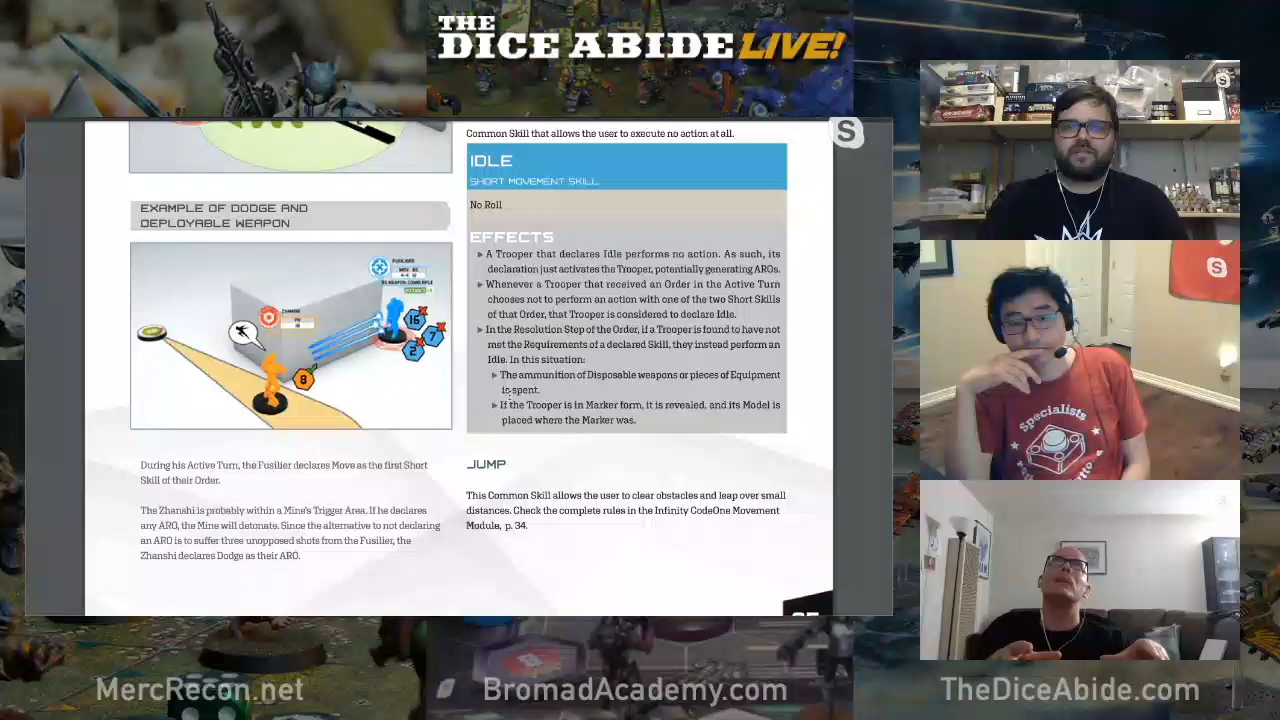 THE
DICE ABIDE LIVE!
Common Skill that allows the user to execute no action at all.
IDLE
SHORT MOVEMENT SKILL
No Roll
EFFECTS
▶ A Trooper that declares Idle performs no action. As such, its
declaration just activates the Trooper, potentially generating AROs.
▶ Whenever a Trooper that received an Order in the Active Turn
chooses not to perform an action with one of the two Short Skills
of that Order, that Trooper is considered to declare Idle.
▶ In the Resolution Step of the Order, if a Trooper is found to have not
met the Requirements of a declared Skill, they instead perform an
Idle. In this situation:
▶ The ammunition of Disposable weapons or pieces of Equipment
is spent.
▶ If the Trooper is in Marker form, it is revealed, and its Model is
placed where the Marker was.
JUMP
This Common Skill allows the user to clear obstacles and leap over small
distances. Check the complete rules in the Infinity CodeOne Movement
Module, p. 34.
EXAMPLE OF DODGE AND
DEPLOYABLE WEAPON
FUSILIERS
ZHANSHI
16
7
2
8
During his Active Turn, the Fusilier declares Move as the first Short
Skill of their Order.
The Zhanshi is probably within a Mine's Trigger Area. If he declares
any ARO, the Mine will detonate. Since the alternative to not declaring
an ARO is to suffer three unopposed shots from the Fusilier, the
Zhanshi declares Dodge as their ARO.
S
S
S
Specialists
MercRecon.net
BromadAcademy.com
TheDiceAbide.com